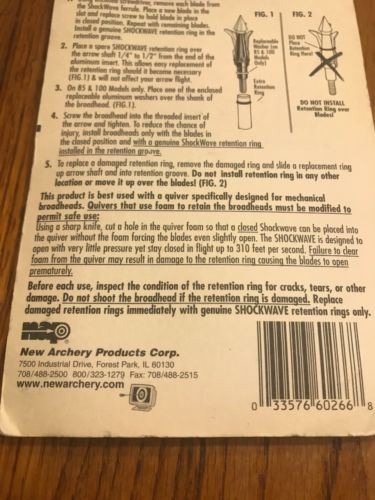 screwdriver, remove each blade from
the ShockWave ferrule. Place a new blade in the
slot and replace screw to hold blade in place
in closed position. Repeat with remaining blades.
Install a genuine SHOCKWAVE retention ring in the
retention groove.
2. Place a spare SHOCKWAVE retention ring over
the arrow shaft 1/4" to 1/2" from the end of the
aluminum insert. This allows easy replacement of
the retention ring should it become necessary
(FIG.1) & will not affect your arrow flight.
3. On 85 & 100 Models only. Place one of the enclosed
replaceable aluminum washers over the shank of
the broadhead. (FIG.1).
4. Screw the broadhead into the threaded insert of
the arrow and tighten. To reduce the chance of
injury, install broadheads only with the blades in
the closed position and with a genuine ShockWave retention ring
installed in the retention groove.
5. To replace a damaged retention ring, remove the damaged ring and slide a replacement ring
up arrow shaft and into retention groove. Do not install retention ring in any other
location or move it up over the blades! (FIG. 2)
FIG. 1
Replaceable
Washer (on
85 & 100
Models
Only)
Extra
Retention
Ring
FIG. 2
DO NOT
Place
Retention
Ring Here!
DO NOT INSTALL
Retention Ring over
Blades!
This product is best used with a quiver specifically designed for mechanical
broadheads. Quivers that use foam to retain the broadheads must be modified to
permit safe use:
Using a sharp knife, cut a hole in the quiver foam so that a closed Shockwave can be placed into
the quiver without the foam forcing the blades even slightly open. The SHOCKWAVE is designed to
open with very little pressure yet stay closed in flight up to 310 feet per second. Failure to clear
foam from the quiver may result in damage to the retention ring causing the blades to open
prematurely.
Before each use, inspect the condition of the retention ring for cracks, tears, or other
damage. Do not shoot the broadhead if the retention ring is damaged. Replace
damaged retention rings immediately with genuine SHOCKWAVE retention rings only.
nap
New Archery Products Corp.
7500 Industrial Drive, Forest Park, IL 60130
708/488-2500 800/323-1279 Fax: 708/488-2515
www.newarchery.com
0 33576 60266 8